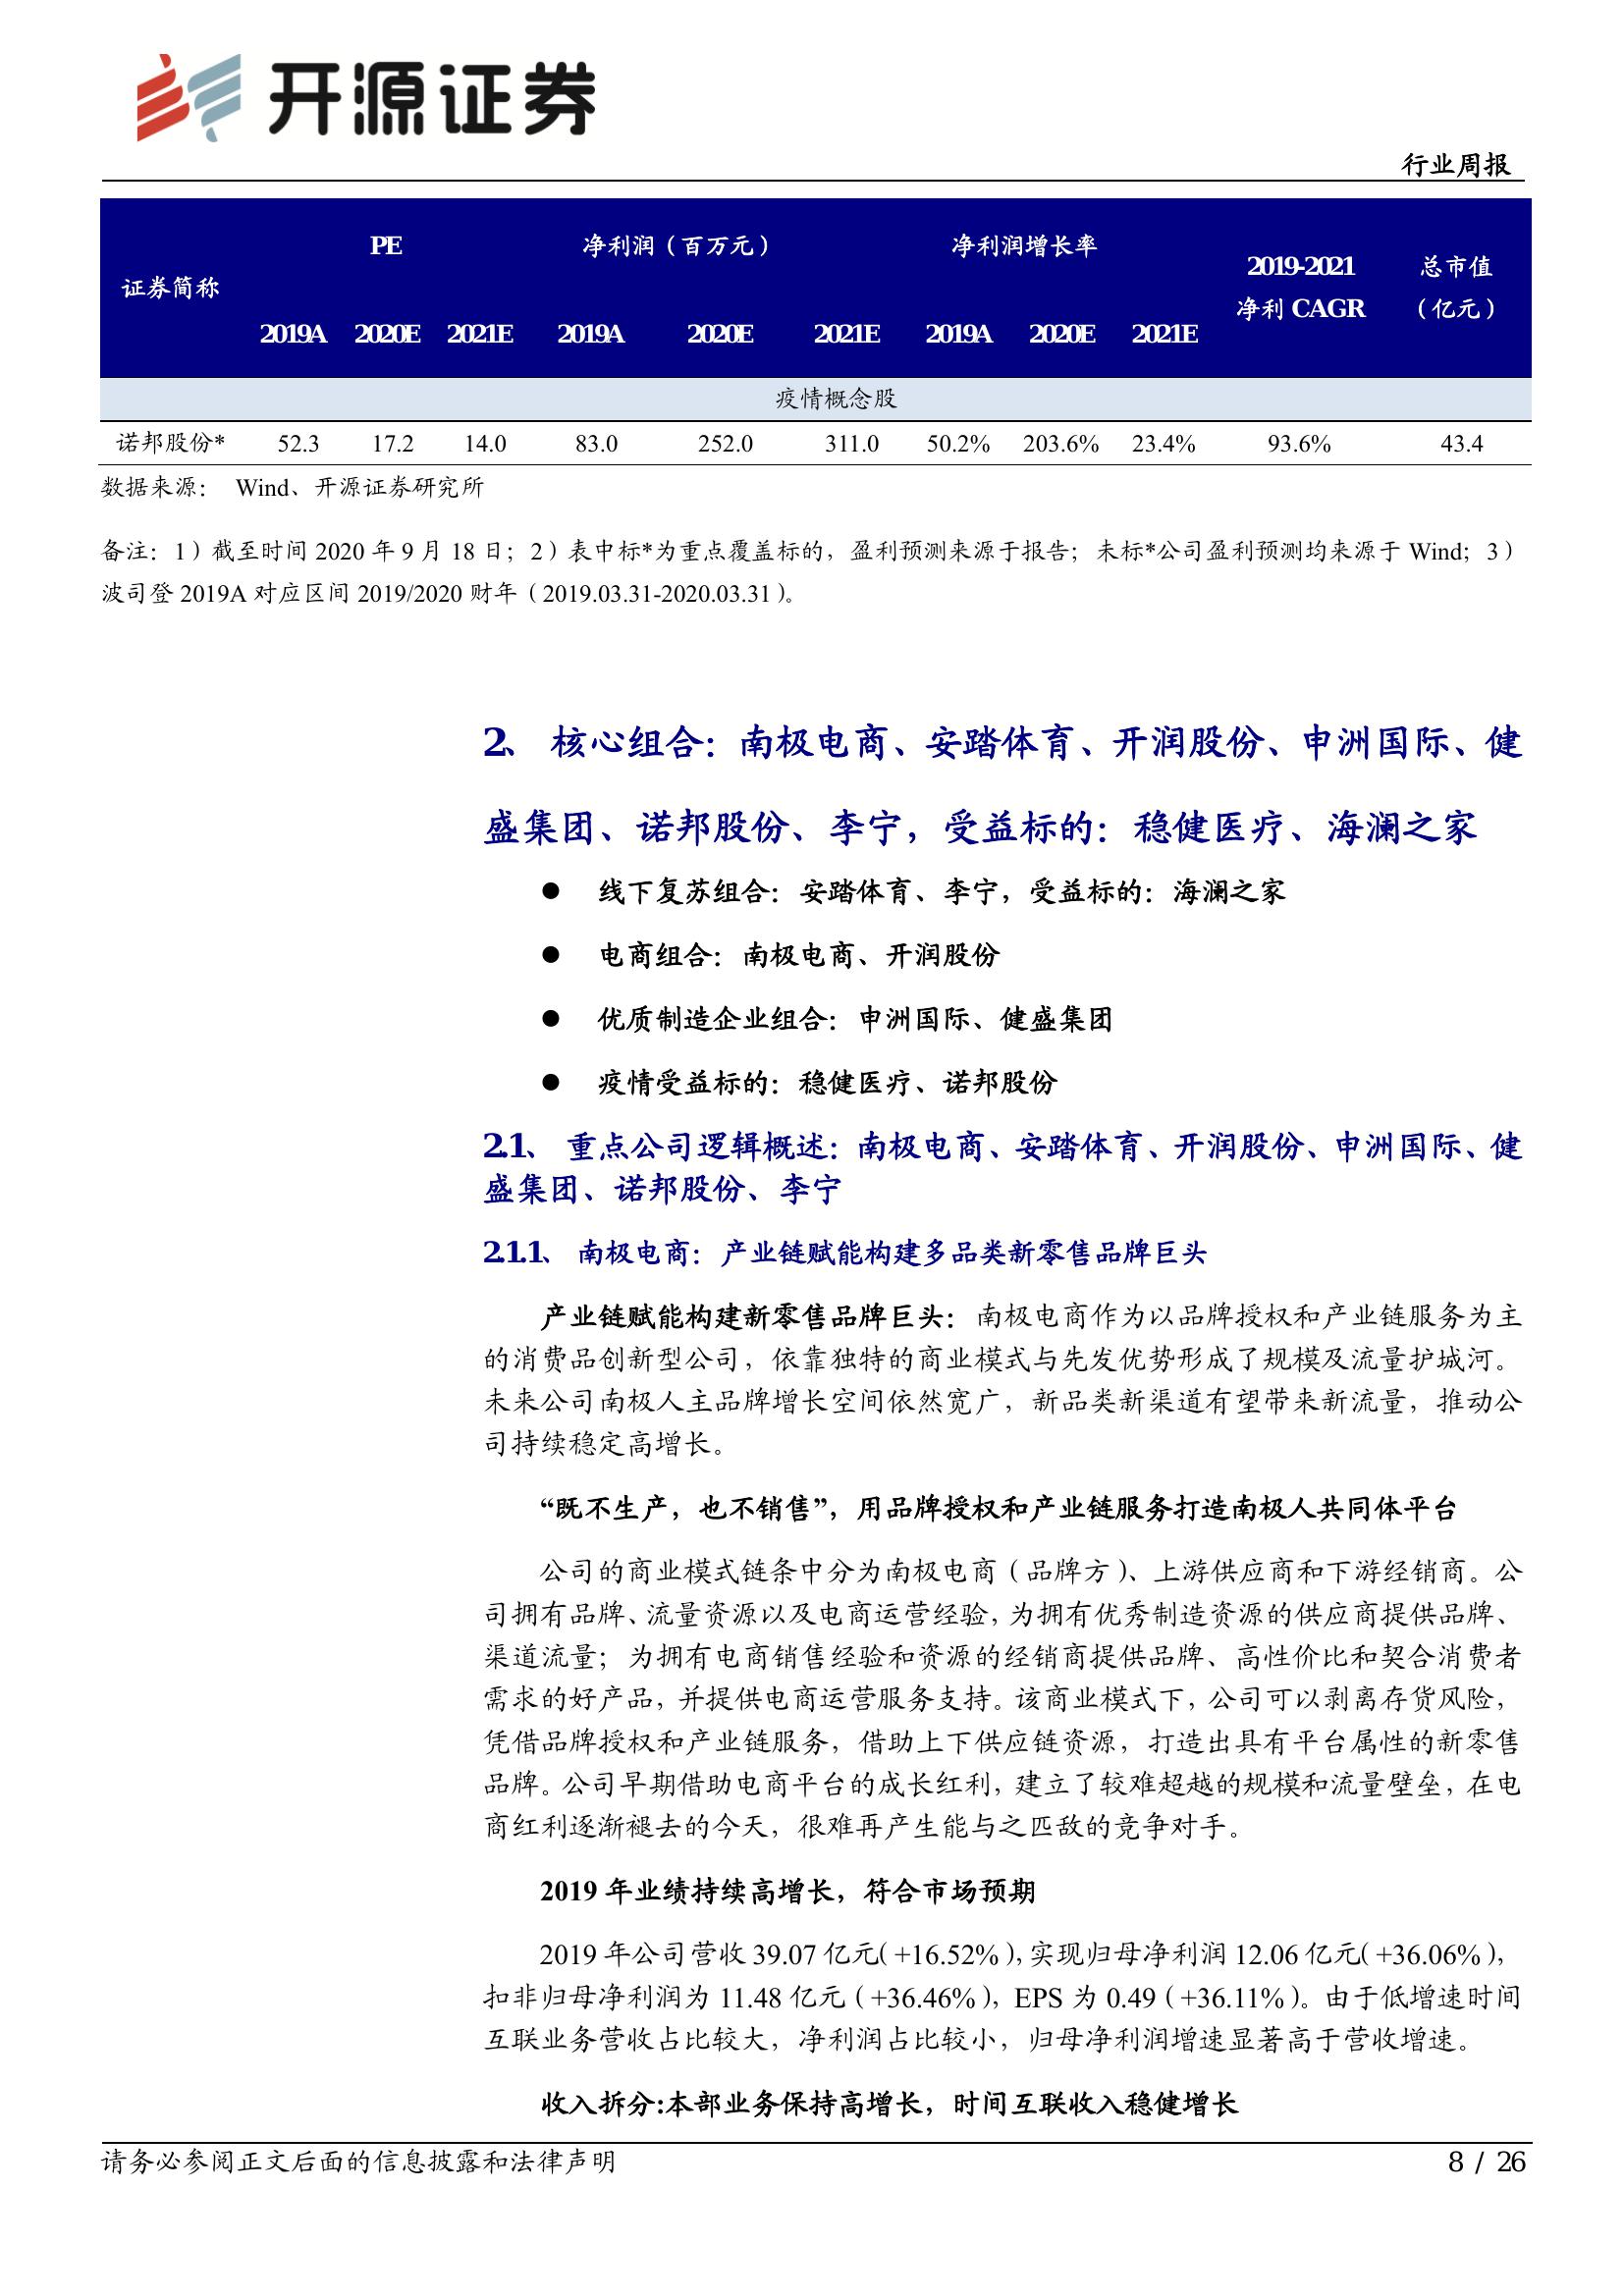 开源证券
行业周报
证券简称 PE 净利润（百万元） 净利润增长率 2019-2021 净利 CAGR 总市值（亿元）
2019A 2020E 2021E 2019A 2020E 2021E 2019A 2020E 2021E
疫情概念股
诺邦股份* 52.3 17.2 14.0 83.0 252.0 311.0 50.2% 203.6% 23.4% 93.6% 43.4
数据来源： Wind、开源证券研究所
备注：1）截至时间 2020 年 9 月 18 日；2）表中标*为重点覆盖标的，盈利预测来源于报告；未标*公司盈利预测均来源于 Wind；3）
波司登 2019A 对应区间 2019/2020 财年（2019.03.31-2020.03.31）。
2、 核心组合：南极电商、安踏体育、开润股份、申洲国际、健
盛集团、诺邦股份、李宁，受益标的：稳健医疗、海澜之家
● 线下复苏组合：安踏体育、李宁，受益标的：海澜之家
● 电商组合：南极电商、开润股份
● 优质制造企业组合：申洲国际、健盛集团
● 疫情受益标的：稳健医疗、诺邦股份
2.1、 重点公司逻辑概述：南极电商、安踏体育、开润股份、申洲国际、健
盛集团、诺邦股份、李宁
2.1.1、 南极电商：产业链赋能构建多品类新零售品牌巨头
产业链赋能构建新零售品牌巨头：南极电商作为以品牌授权和产业链服务为主
的消费品创新型公司，依靠独特的商业模式与先发优势形成了规模及流量护城河。
未来公司南极人主品牌增长空间依然宽广，新品类新渠道有望带来新流量，推动公
司持续稳定高增长。
“既不生产，也不销售”，用品牌授权和产业链服务打造南极人共同体平台
公司的商业模式链条中分为南极电商（品牌方）、上游供应商和下游经销商。公
司拥有品牌、流量资源以及电商运营经验，为拥有优秀制造资源的供应商提供品牌、
渠道流量；为拥有电商销售经验和资源的经销商提供品牌、高性价比和契合消费者
需求的好产品，并提供电商运营服务支持。该商业模式下，公司可以剥离存货风险，
凭借品牌授权和产业链服务，借助上下供应链资源，打造出具有平台属性的新零售
品牌。公司早期借助电商平台的成长红利，建立了较难超越的规模和流量壁垒，在电
商红利逐渐褪去的今天，很难再产生能与之匹敌的竞争对手。
2019 年业绩持续高增长，符合市场预期
2019 年公司营收 39.07 亿元（+16.52%），实现归母净利润 12.06 亿元（+36.06%），
扣非归母净利润为 11.48 亿元（+36.46%），EPS 为 0.49（+36.11%）。由于低增速时间
互联业务营收占比较大，净利润占比较小，归母净利润增速显著高于营收增速。
收入拆分:本部业务保持高增长，时间互联收入稳健增长
请务必参阅正文后面的信息披露和法律声明
8 / 26